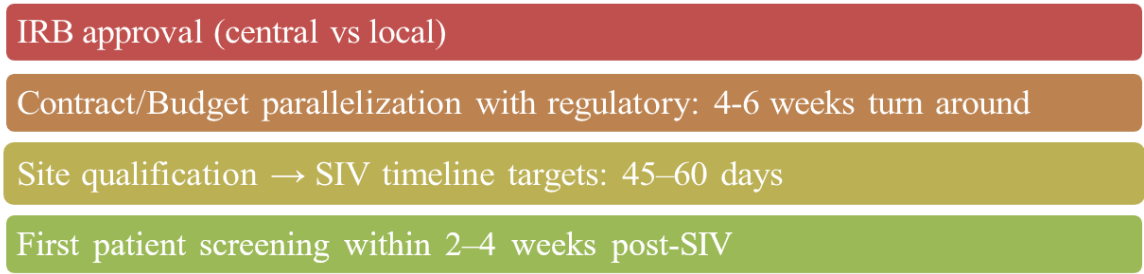 IRB approval (central vs local)
Contract/Budget parallelization with regulatory: 4-6 weeks turn around
Site qualification → SIV timeline targets: 45–60 days
First patient screening within 2–4 weeks post-SIV